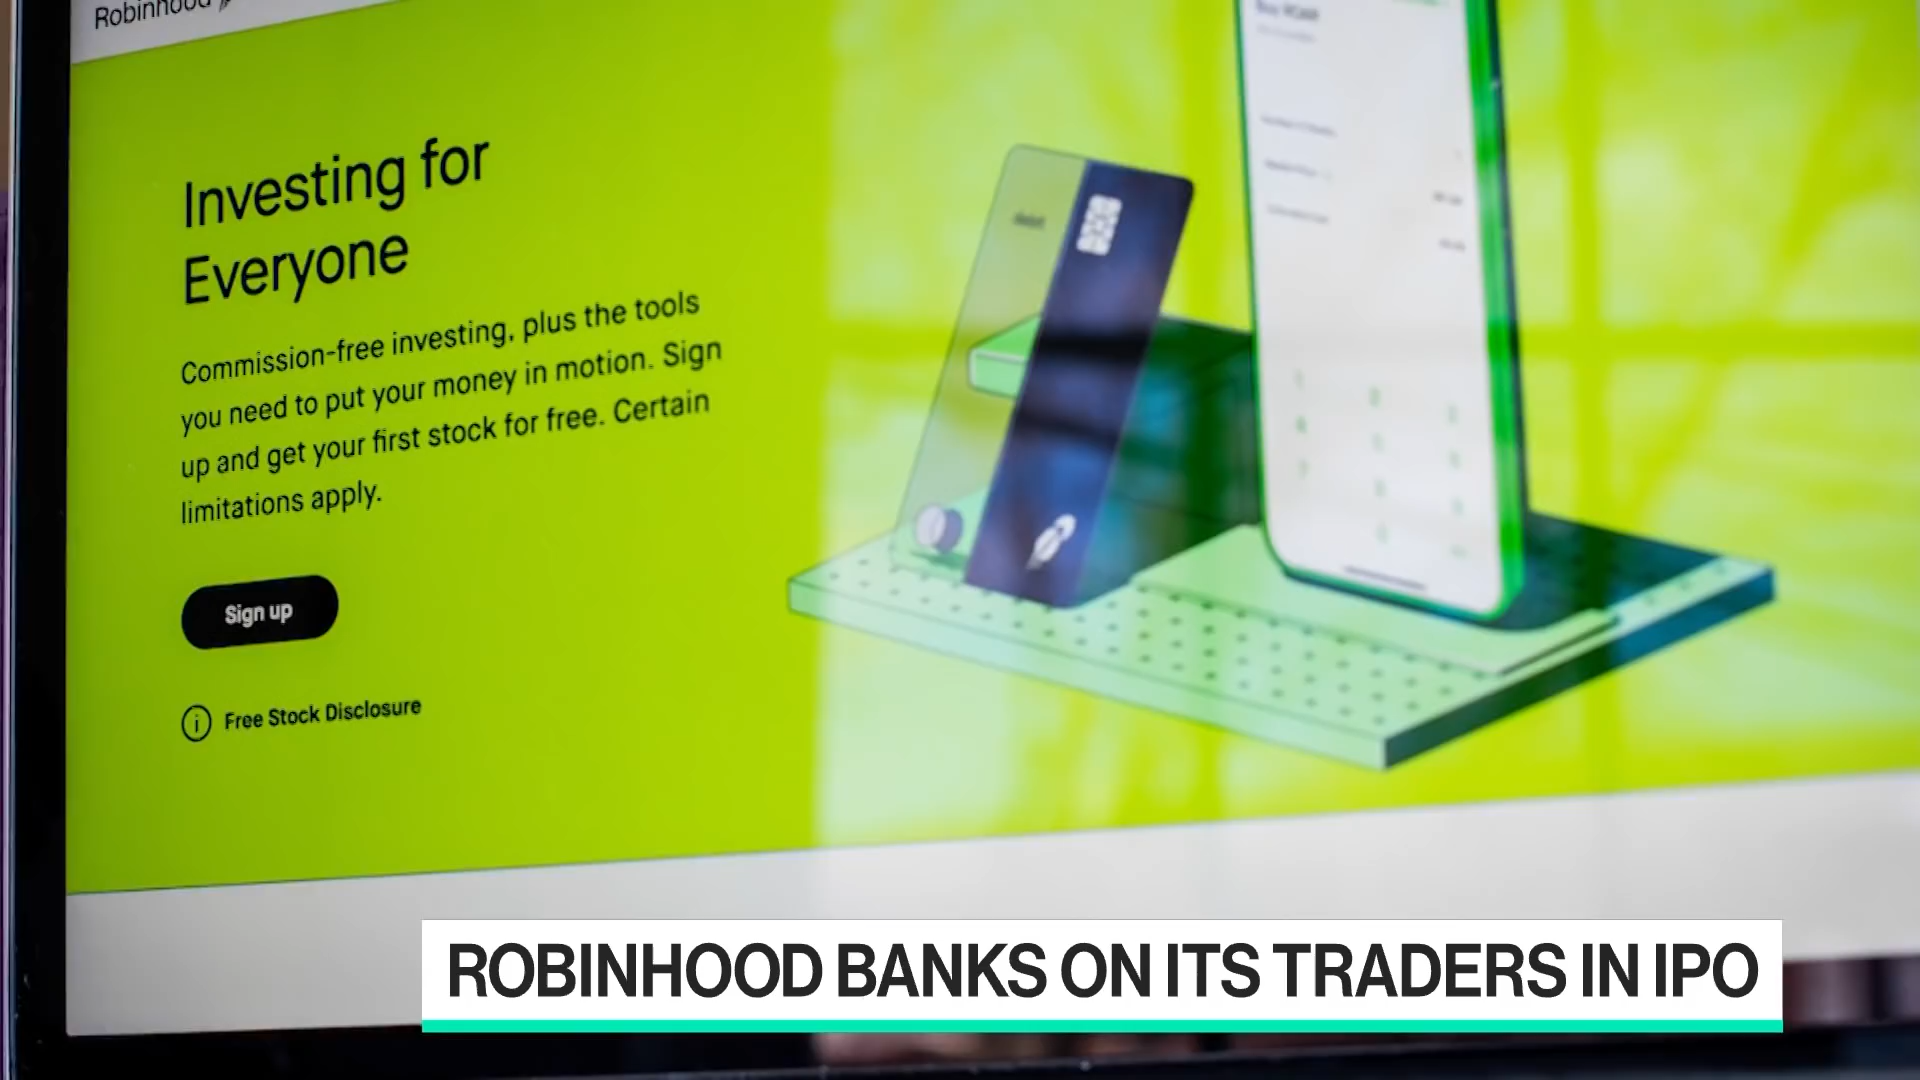 Robinhood
Investing for
Everyone
Commission-free investing, plus the tools
you need to put your money in motion. Sign
up and get your first stock for free. Certain
limitations apply.
Sign up
Free Stock Disclosure
debit
ROBINHOOD BANKS ON ITS TRADERS IN IPO